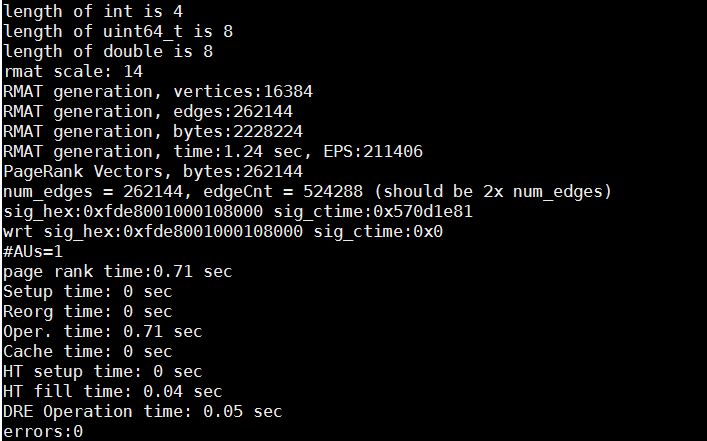 length of int is 4
length of uint64_t is 8
length of double is 8
rmat scale: 14
RMAT generation, vertices:16384
RMAT generation, edges:262144
RMAT generation, bytes:2228224
RMAT generation, time:1.24 sec, EPS:211406
PageRank Vectors, bytes:262144
num_edges = 262144, edgeCnt = 524288 (should be 2x num_edges)
sig_hex:0xfde8001000108000 sig_ctime:0x570d1e81
wrt sig_hex:0xfde8001000108000 sig_ctime:0x0
#AUs=1
page rank time:0.71 sec
Setup time: 0 sec
Reorg time: 0 sec
Oper. time: 0.71 sec
Cache time: 0 sec
HT setup time: 0 sec
HT fill time: 0.04 sec
DRE Operation time: 0.05 sec
errors:0